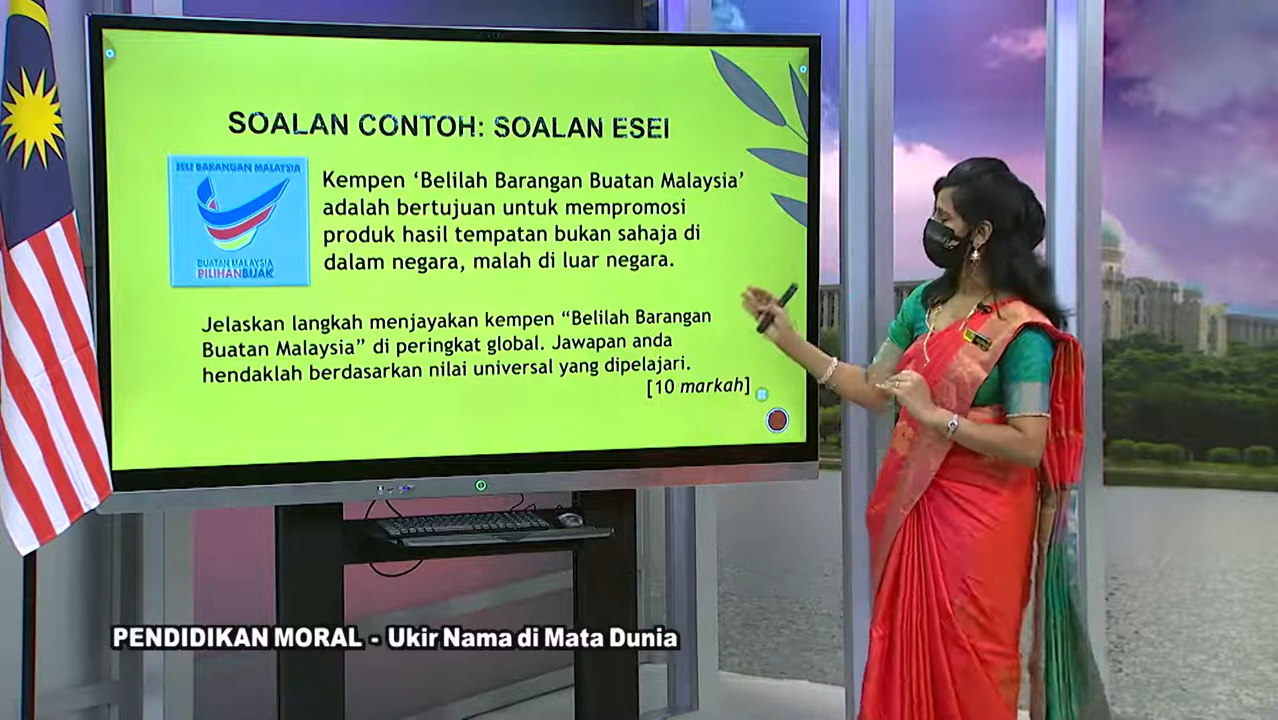 SOALAN CONTOH: SOALAN ESEI
BELI BARANGAN MALAYSIA
BUATAN MALAYSIA
PILIHAN BIJAK
Kempen ‘Belilah Barangan Buatan Malaysia’
adalah bertujuan untuk mempromosi
produk hasil tempatan bukan sahaja di
dalam negara, malah di luar negara.
Jelaskan langkah menjayakan kempen “Belilah Barangan
Buatan Malaysia” di peringkat global. Jawapan anda
hendaklah berdasarkan nilai universal yang dipelajari.
[10 markah]
PENDIDIKAN MORAL - Ukir Nama di Mata Dunia